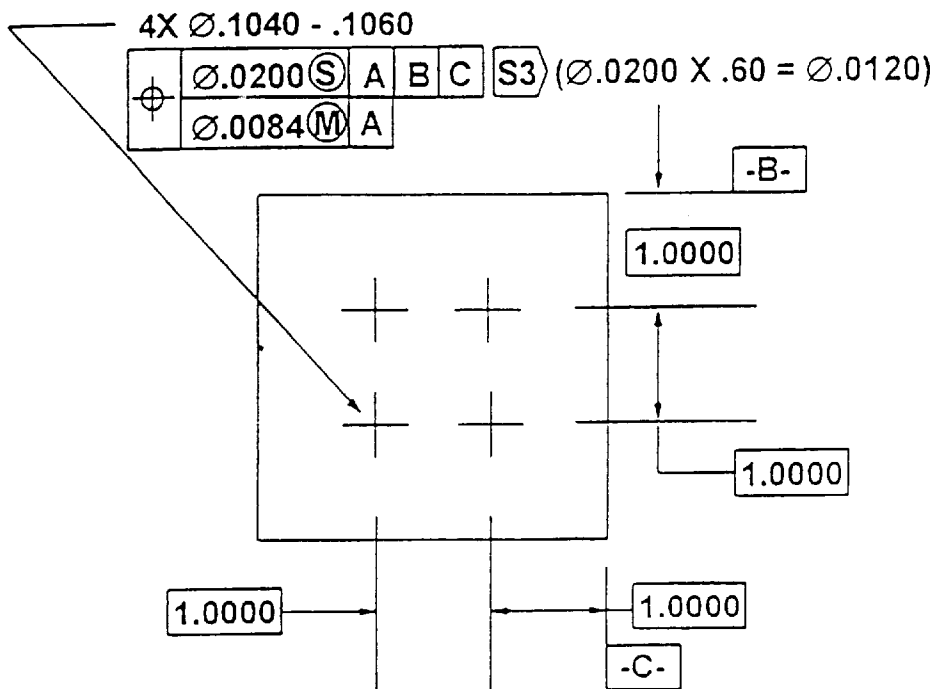 4X Ø.1040 - .1060
⌖ Ø.0200Ⓢ A B C S3 (Ø.0200 X .60 = Ø.0120)
Ø.0084Ⓜ A
-B-
1.0000
1.0000
1.0000
1.0000
-C-